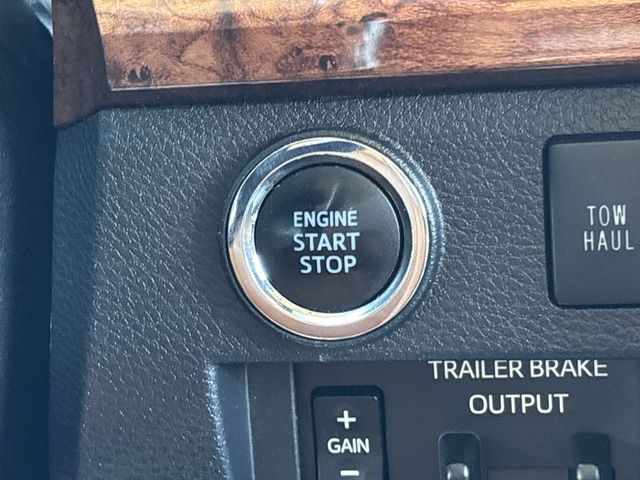 ENGINE
START
STOP
TOW
HAUL
TRAILER BRAKE
OUTPUT
+
GAIN
−